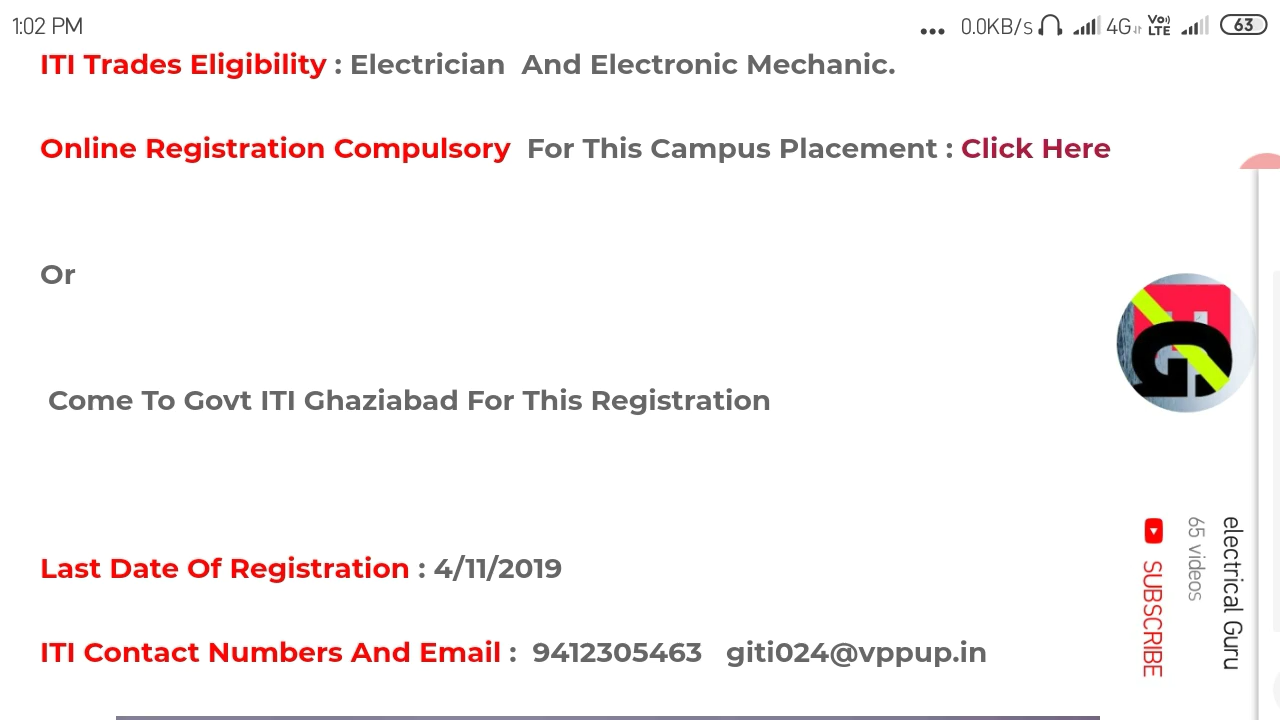 1:02 PM
... 0.0KB/s 4G Vo) LTE 63
ITI Trades Eligibility : Electrician And Electronic Mechanic.
Online Registration Compulsory For This Campus Placement : Click Here
Or
Come To Govt ITI Ghaziabad For This Registration
Last Date Of Registration : 4/11/2019
ITI Contact Numbers And Email : 9412305463 giti024@vppup.in
electrical Guru
65 videos
SUBSCRIBE